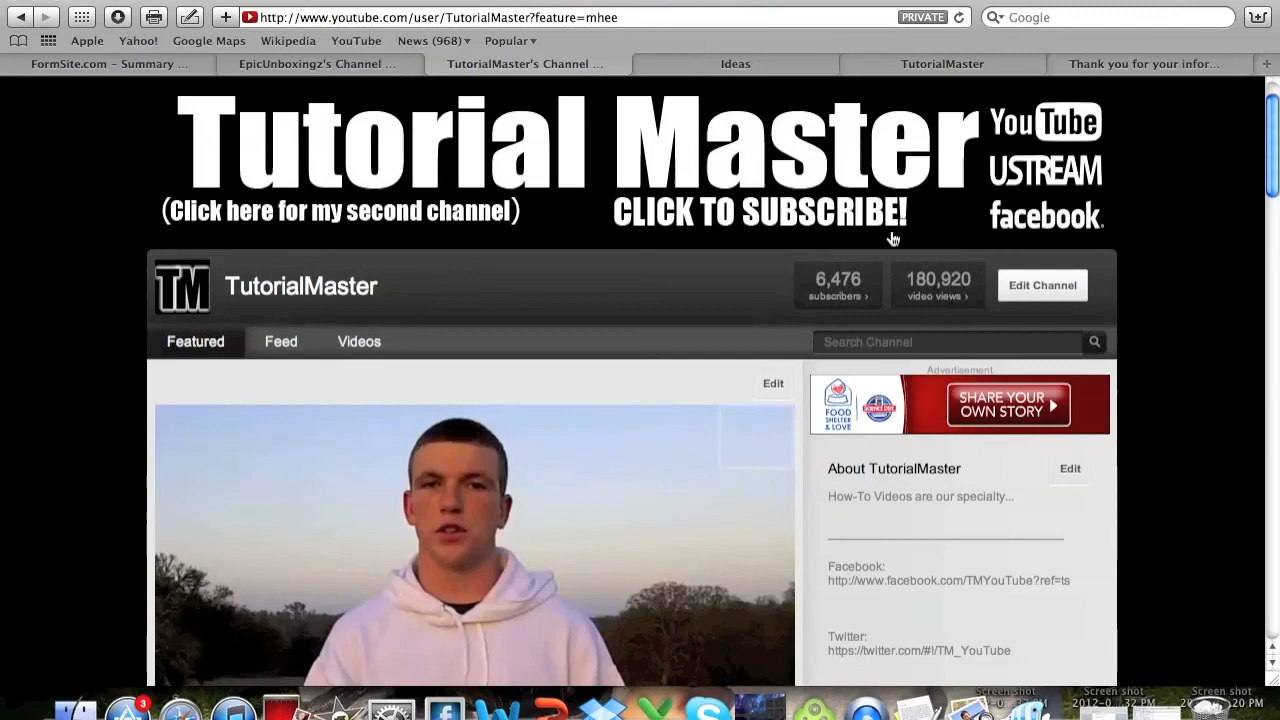 http://www.youtube.com/user/TutorialMaster?feature=mhee
PRIVATE
Google
Apple
Yahoo!
Google Maps
Wikipedia
YouTube
News (968)
Popular
FormSite.com – Summary ...
EpicUnboxingz's Channel ...
TutorialMaster's Channel ...
Ideas
TutorialMaster
Thank you for your infor...
Tutorial Master
You Tube
USTREAM
facebook.
(Click here for my second channel)
CLICK TO SUBSCRIBE!
TM
TutorialMaster
6,476
subscribers ›
180,920
video views ›
Edit Channel
Featured
Feed
Videos
Search Channel
Advertisement
Edit
FOOD
SHELTER
& LOVE
SHARE YOUR
OWN STORY
About TutorialMaster
Edit
How-To Videos are our specialty...
Facebook:
http://www.facebook.com/TMYouTube?ref=ts
Twitter:
https://twitter.com/#!/TM_YouTube
3
Screen shot
Screen shot
Screen shot